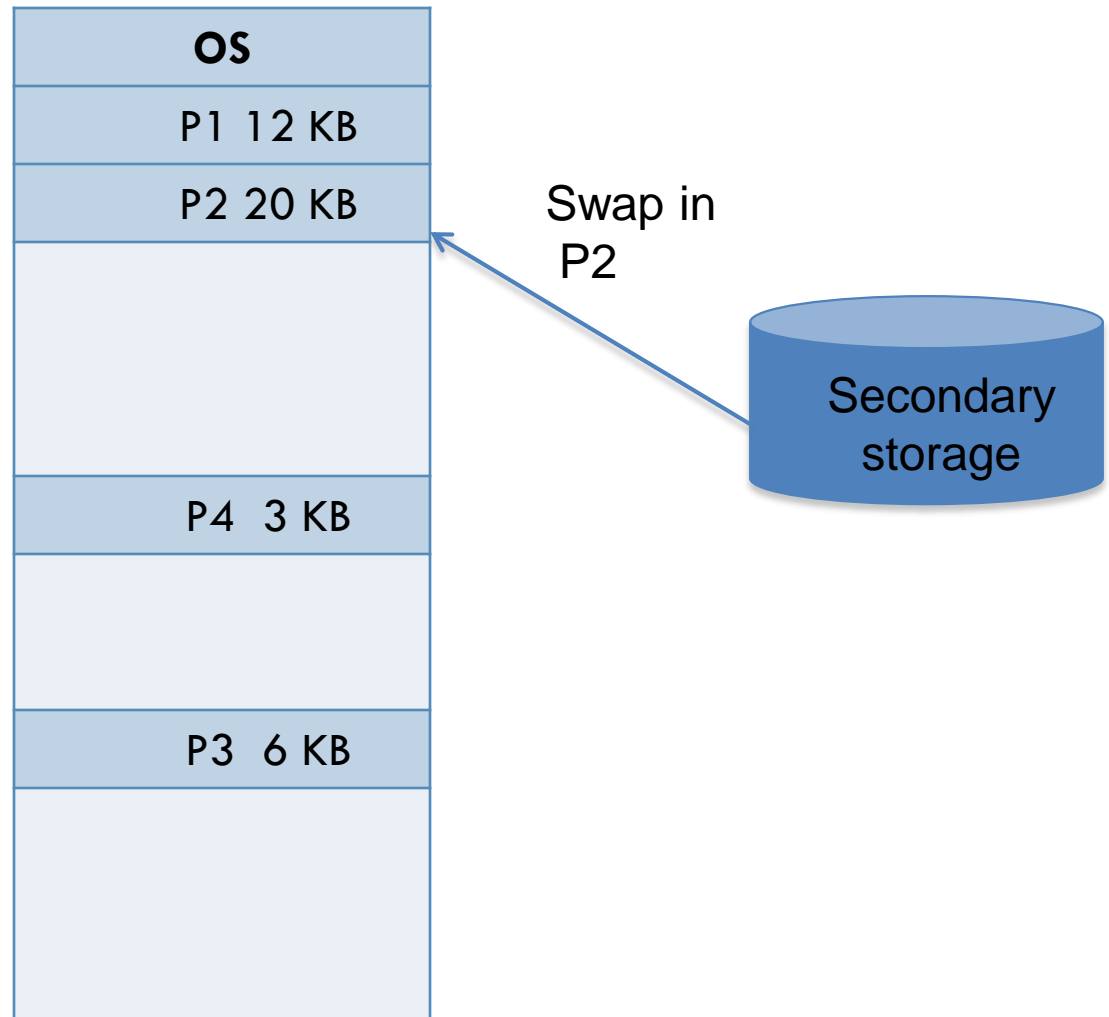 OS
P1 12 KB
P2 20 KB
Swap in
P2
Secondary
storage
P4 3 KB
P3 6 KB